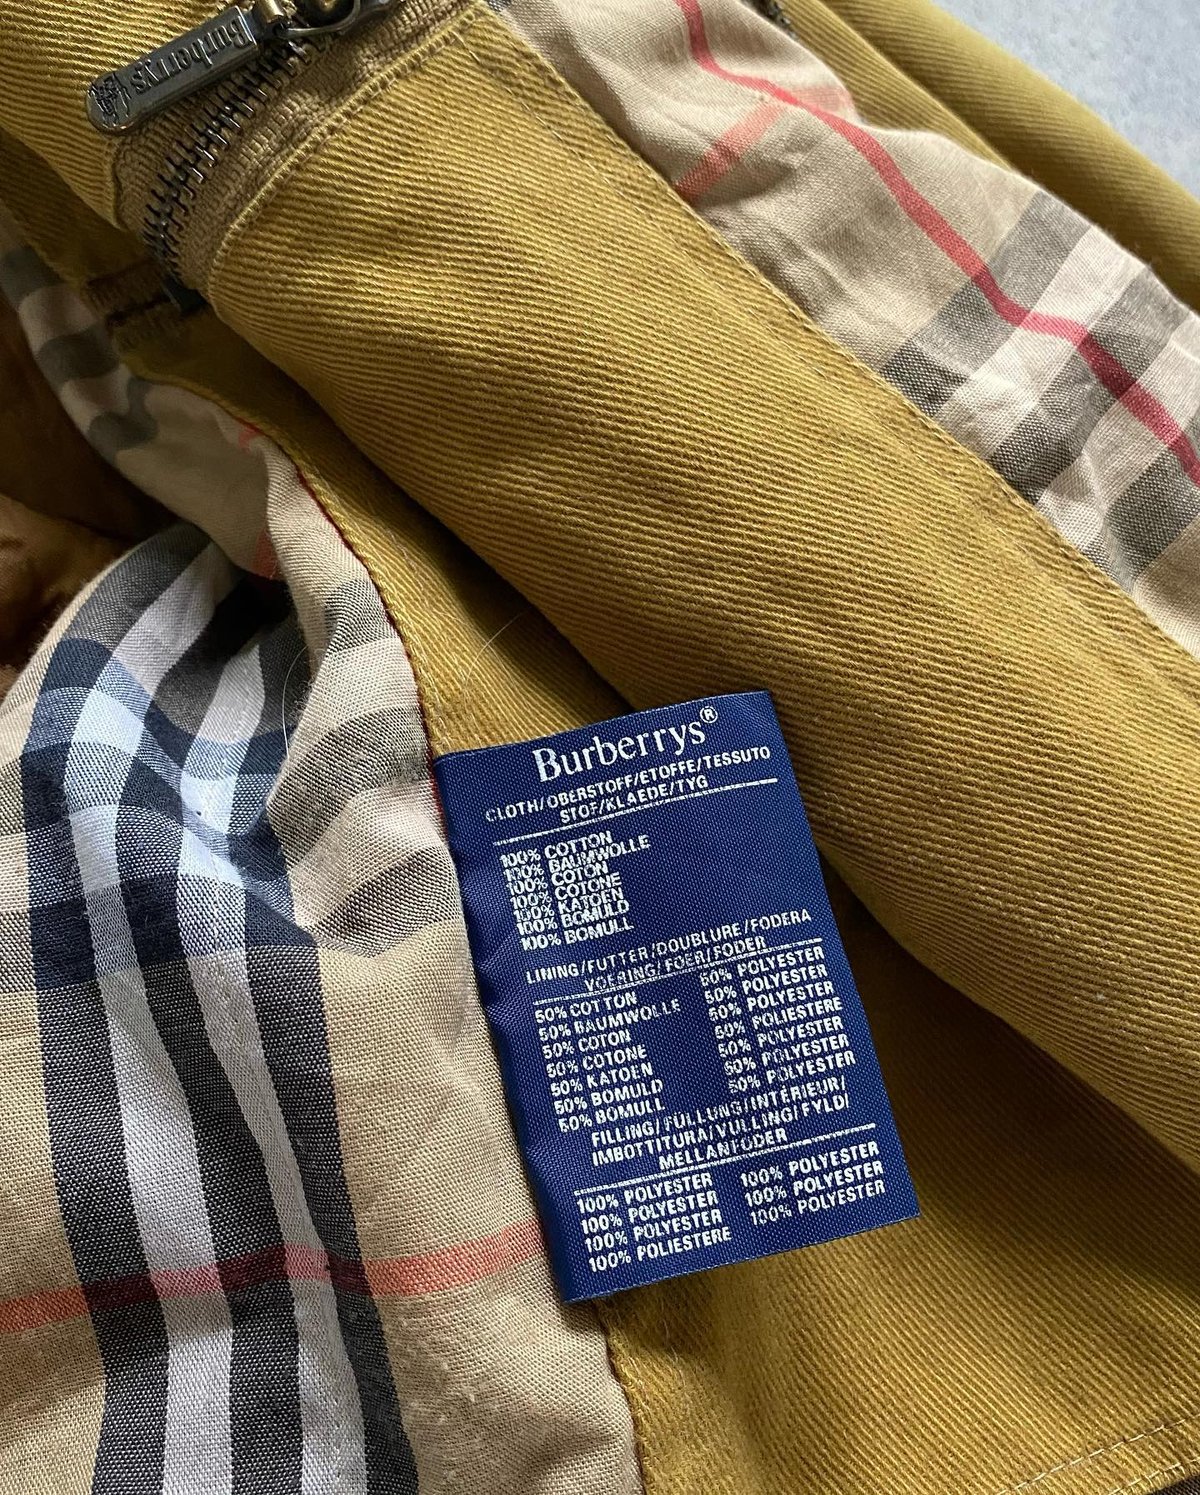 Burberrys
Burberrys®
CLOTH/OBERSTOFF/ETOFFE/TESSUTO
STOF/KLAEDE/TYG
100% COTTON
100% BAUMWOLLE
100% COTON
100% COTONE
100% KATOEN
100% BOMULD
100% BOMULL
LINING/FUTTER/DOUBLURE/FODERA
VOERING/FOER/FODER
50% COTTON 50% POLYESTER
50% BAUMWOLLE 50% POLYESTER
50% COTON 50% POLYESTER
50% COTONE 50% POLIESTERE
50% KATOEN 50% POLYESTER
50% BOMULD 50% POLYESTER
50% BOMULL 50% POLYESTER
FILLING/FÜLLUNG/INTÉRIEUR/
IMBOTTITURA/VULLING/FYLD/
MELLANFODER
100% POLYESTER 100% POLYESTER
100% POLYESTER 100% POLYESTER
100% POLYESTER 100% POLYESTER
100% POLIESTERE